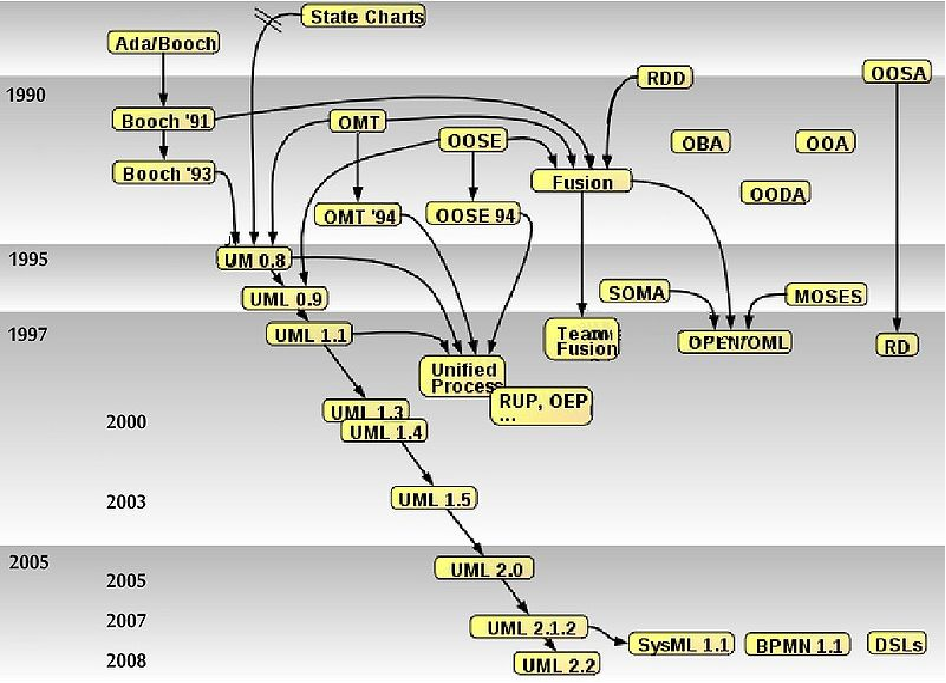 State Charts
Ada/Booch
OOSA
RDD
1990
Booch '91
OMT
OOSE
OBA
OOA
Booch '93
Fusion
OODA
OMT '94
OOSE 94
1995
UM 0.8
SOMA
MOSES
UML 0.9
1997
UML 1.1
Team
Fusion
OPEN/OML
RD
Unified
Process
RUP, OEP
...
UML 1.3
2000
UML 1.4
2003
UML 1.5
2005
UML 2.0
2005
2007
UML 2.1.2
SysML 1.1
BPMN 1.1
DSLs
2008
UML 2.2